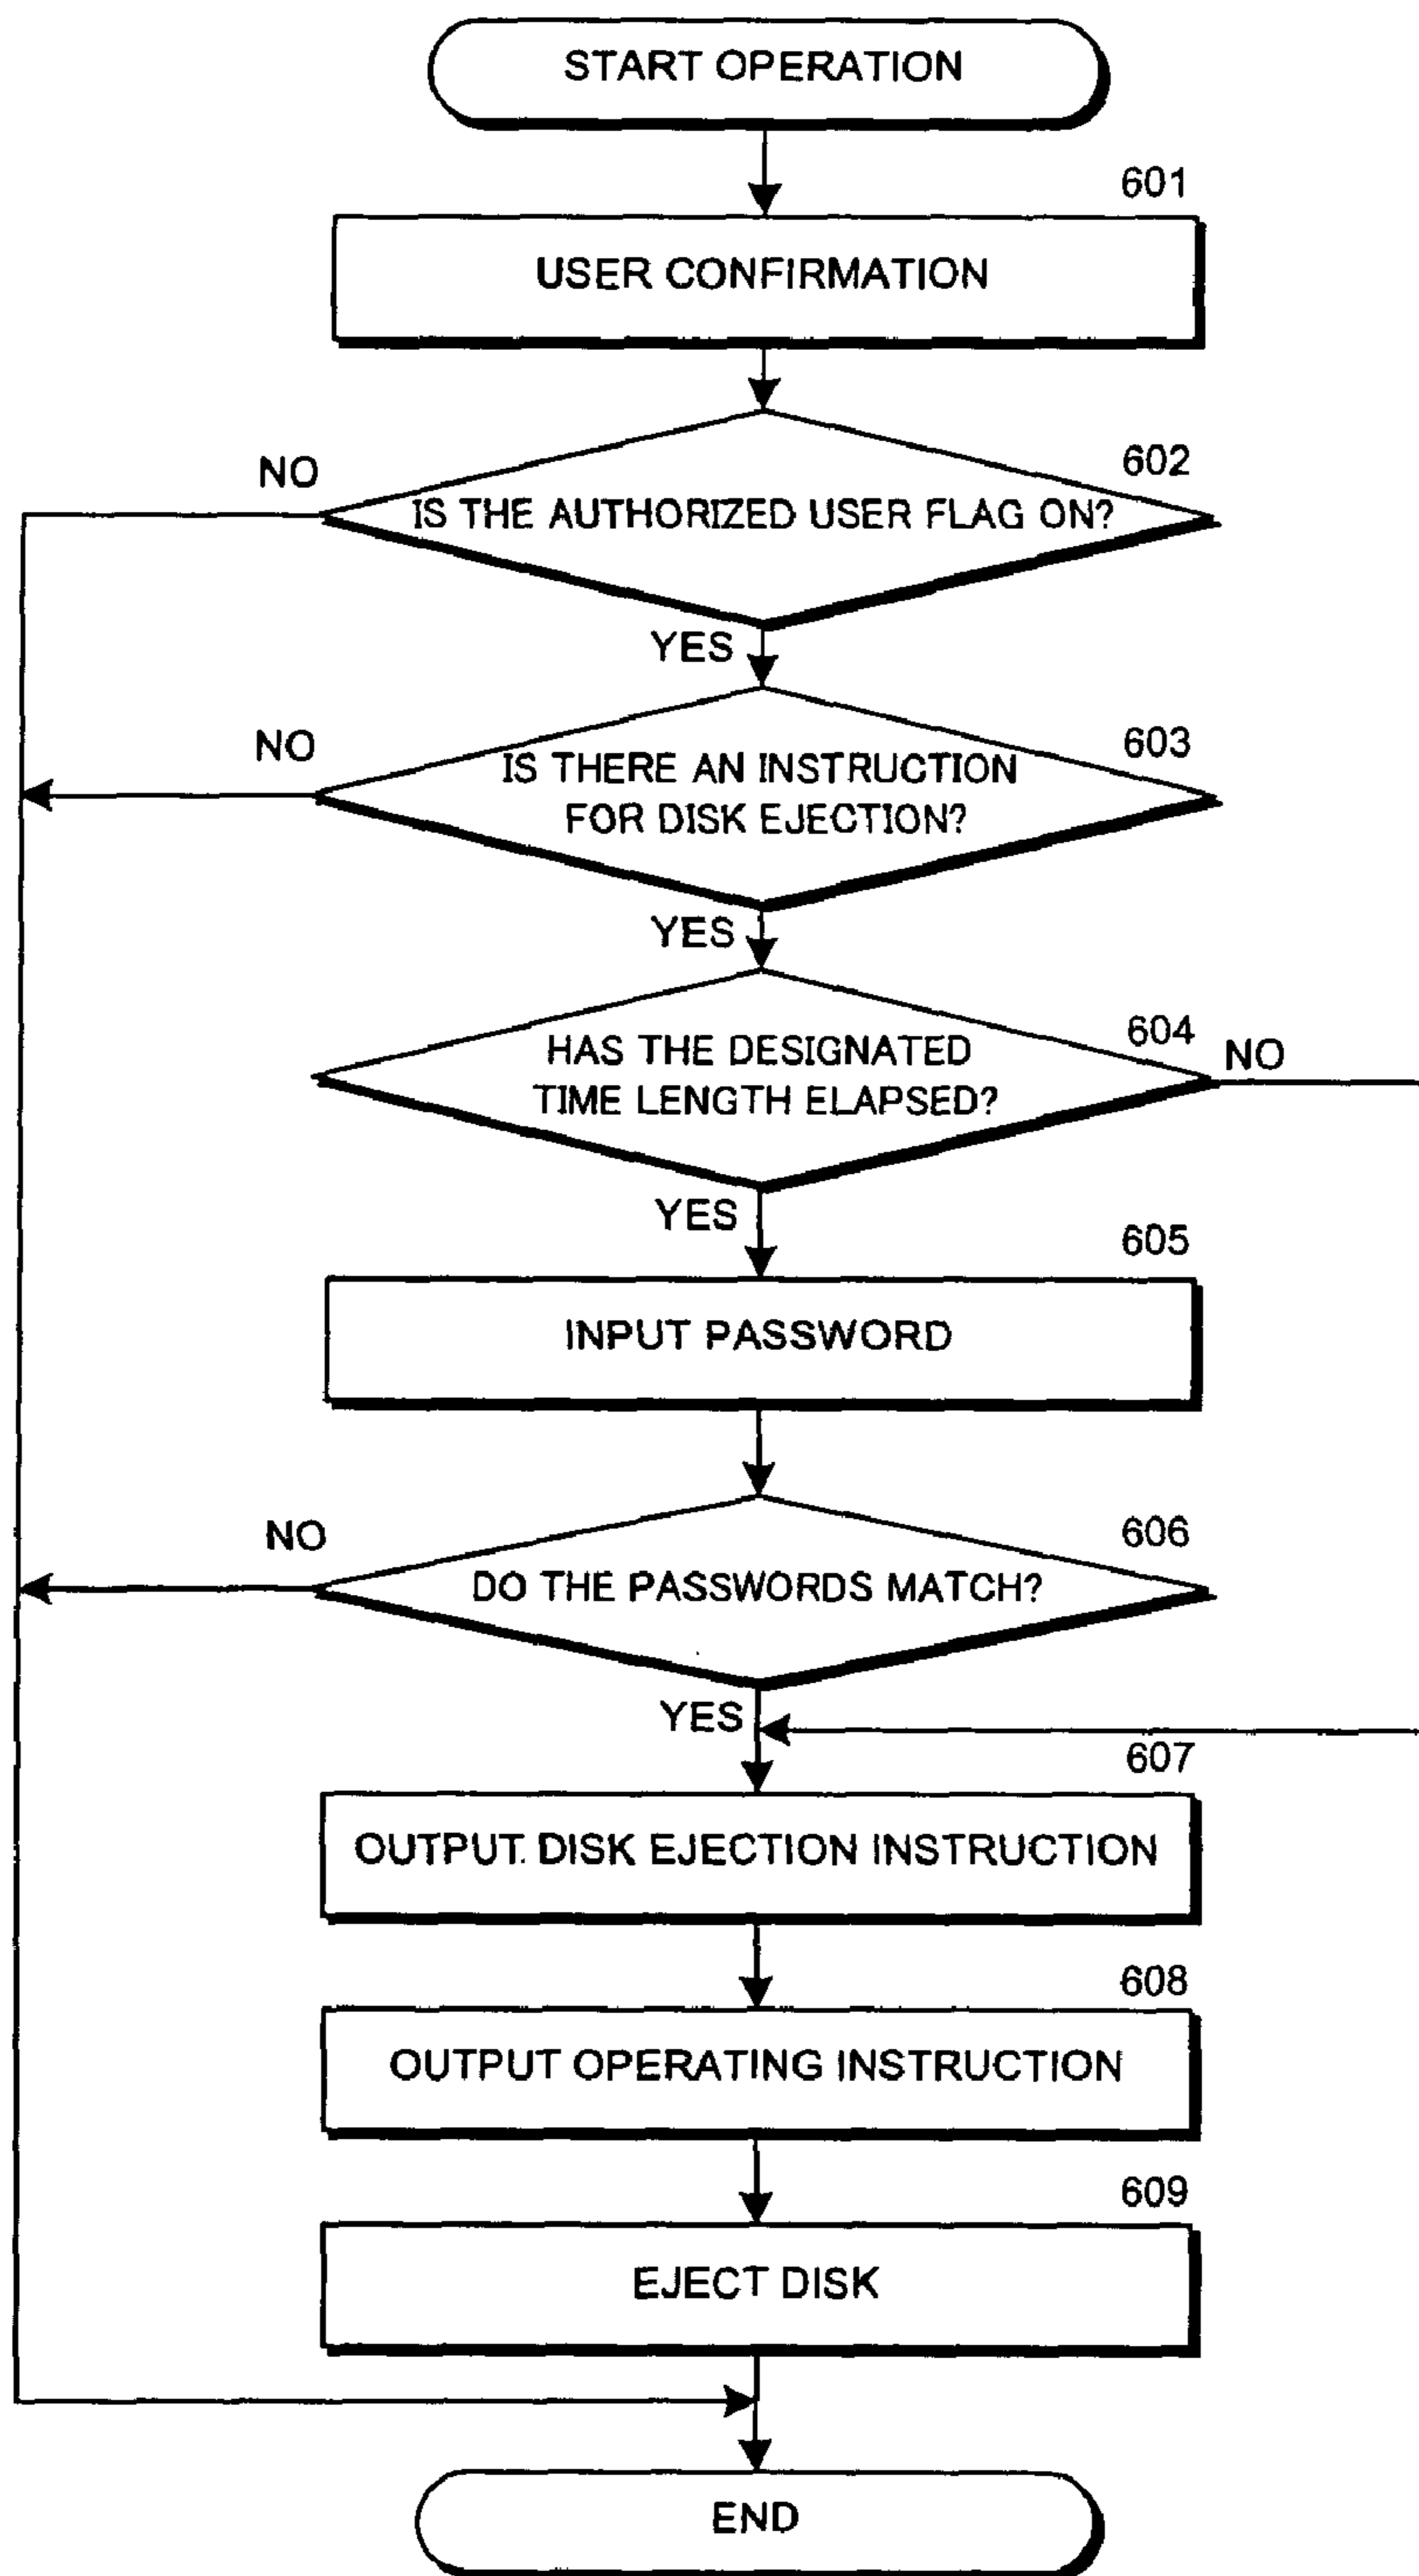 START OPERATION
601
USER CONFIRMATION
602
NO
IS THE AUTHORIZED USER FLAG ON?
YES
603
NO
IS THERE AN INSTRUCTION
FOR DISK EJECTION?
YES
604
HAS THE DESIGNATED
NO
TIME LENGTH ELAPSED?
YES
605
INPUT PASSWORD
606
NO
DO THE PASSWORDS MATCH?
YES
607
OUTPUT DISK EJECTION INSTRUCTION
608
OUTPUT OPERATING INSTRUCTION
609
EJECT DISK
END